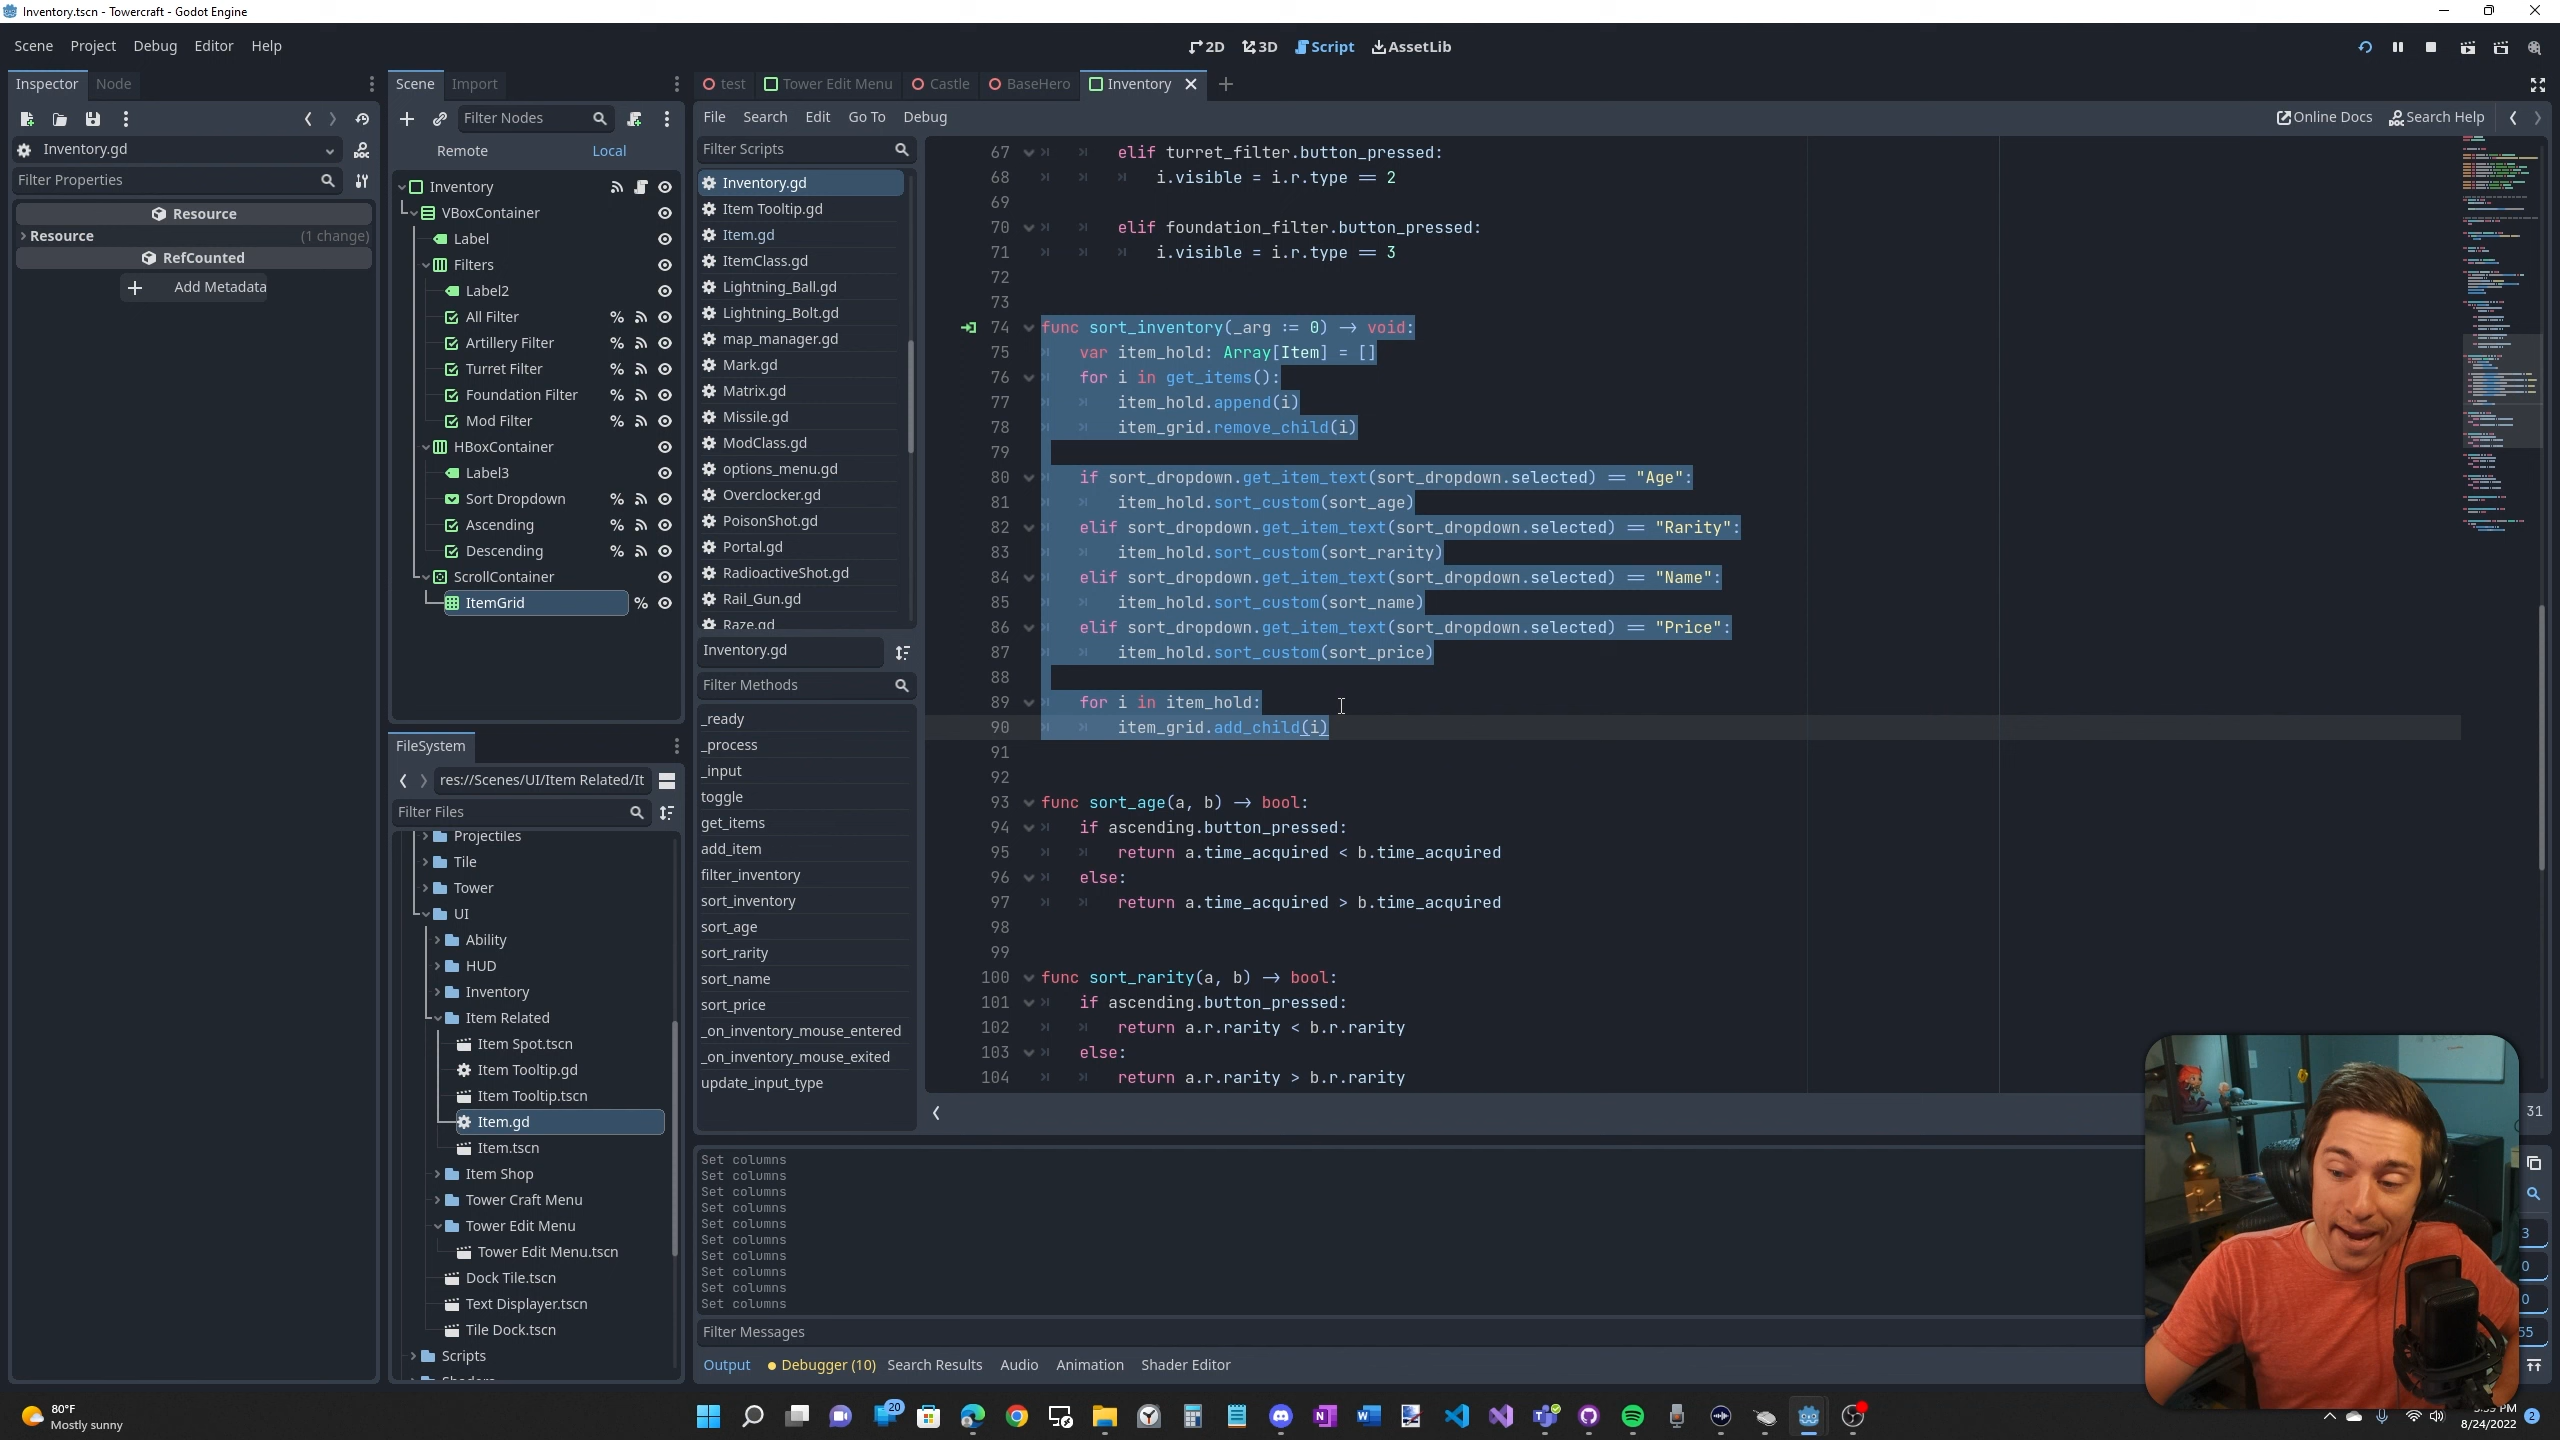 Inventory.tscn - Towercraft - Godot Engine
Scene Project Debug Editor Help
2D 3D Script AssetLib
Inspector Node
Inventory.gd
Filter Properties
Resource
Resource (1 change)
RefCounted
Add Metadata
Scene Import
Filter Nodes
Remote Local
Inventory
VBoxContainer
Label
Filters
Label2
All Filter
Artillery Filter
Turret Filter
Foundation Filter
Mod Filter
HBoxContainer
Label3
Sort Dropdown
Ascending
Descending
ScrollContainer
ItemGrid
FileSystem
res://Scenes/UI/Item Related/It
Filter Files
Projectiles
Tile
Tower
UI
Ability
HUD
Inventory
Item Related
Item Spot.tscn
Item Tooltip.gd
Item Tooltip.tscn
Item.gd
Item.tscn
Item Shop
Tower Craft Menu
Tower Edit Menu
Tower Edit Menu.tscn
Dock Tile.tscn
Text Displayer.tscn
Tile Dock.tscn
Scripts
Shaders
test Tower Edit Menu Castle BaseHero Inventory
File Search Edit Go To Debug
Online Docs Search Help
Filter Scripts
Inventory.gd
Item Tooltip.gd
Item.gd
ItemClass.gd
Lightning_Ball.gd
Lightning_Bolt.gd
map_manager.gd
Mark.gd
Matrix.gd
Missile.gd
ModClass.gd
options_menu.gd
Overclocker.gd
PoisonShot.gd
Portal.gd
RadioactiveShot.gd
Rail_Gun.gd
Raze.gd
Inventory.gd
Filter Methods
_ready
_process
_input
toggle
get_items
add_item
filter_inventory
sort_inventory
sort_age
sort_rarity
sort_name
sort_price
_on_inventory_mouse_entered
_on_inventory_mouse_exited
update_input_type
67 elif turret_filter.button_pressed:
68 i.visible = i.r.type == 2
69
70 elif foundation_filter.button_pressed:
71 i.visible = i.r.type == 3
72
73
74 func sort_inventory(_arg := 0) -> void:
75 var item_hold: Array[Item] = []
76 for i in get_items():
77 item_hold.append(i)
78 item_grid.remove_child(i)
79
80 if sort_dropdown.get_item_text(sort_dropdown.selected) == "Age":
81 item_hold.sort_custom(sort_age)
82 elif sort_dropdown.get_item_text(sort_dropdown.selected) == "Rarity":
83 item_hold.sort_custom(sort_rarity)
84 elif sort_dropdown.get_item_text(sort_dropdown.selected) == "Name":
85 item_hold.sort_custom(sort_name)
86 elif sort_dropdown.get_item_text(sort_dropdown.selected) == "Price":
87 item_hold.sort_custom(sort_price)
88
89 for i in item_hold:
90 item_grid.add_child(i)
91
92
93 func sort_age(a, b) -> bool:
94 if ascending.button_pressed:
95 return a.time_acquired < b.time_acquired
96 else:
97 return a.time_acquired > b.time_acquired
98
99
100 func sort_rarity(a, b) -> bool:
101 if ascending.button_pressed:
102 return a.r.rarity < b.r.rarity
103 else:
104 return a.r.rarity > b.r.rarity
31
Set columns
Set columns
Set columns
Set columns
Set columns
Set columns
Set columns
Set columns
Set columns
Set columns
3
0
0
55
Filter Messages
Output Debugger (10) Search Results Audio Animation Shader Editor
80°F
Mostly sunny
20
PM
8/24/2022
2